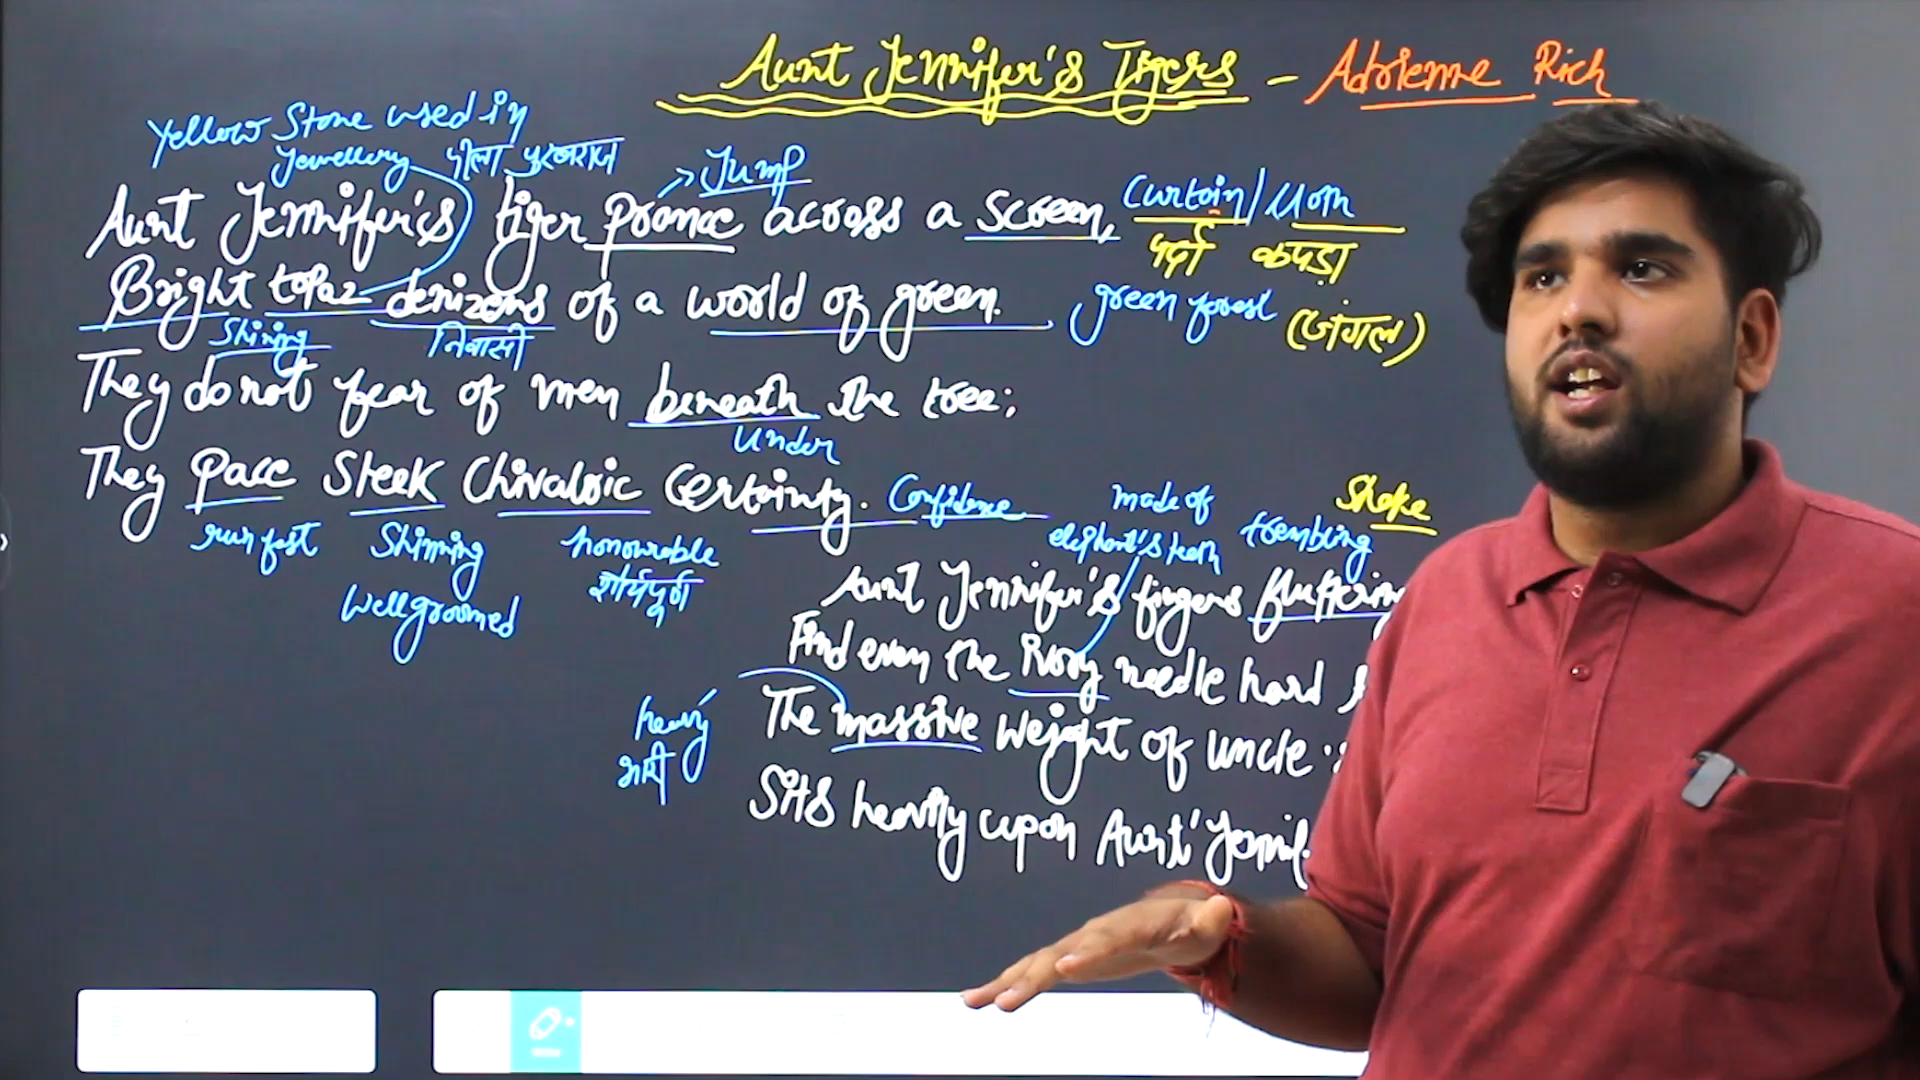 Aunt Jennifer's Tigers - Adrienne Rich
Yellow Stone used in
Jewellery पीला पुखराज
Jump
Aunt Jennifer's tiger prance across a screen,
Curtain/
पर्दा कपड़ा
Bright topaz denizens of a world of green.
green forest (जंगल)
Shining निवासी
They do not fear of men beneath the tree;
Under
They Pace Sleek Chivalric Certainty. Confidence
run fast Shinning honourable
Wellgroomed शौर्यपूर्ण
made of
elephant's teeth trembling Shake
Aunt Jennifer's fingers fluttering
Find even the ivory needle hard
heavy
भारी
The massive weight of uncle
Sits heavily upon Aunt Jennif